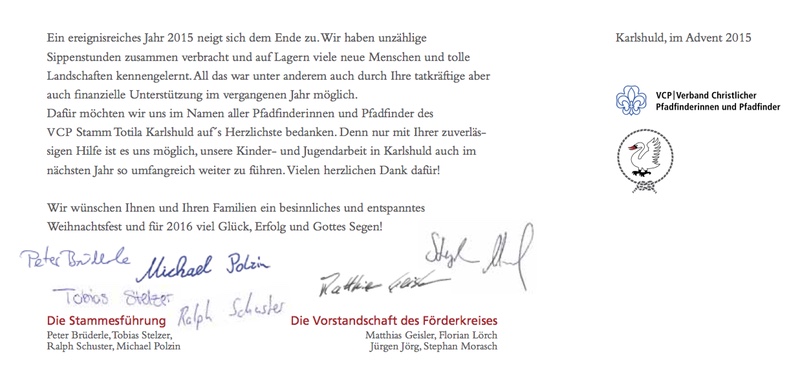 Ein ereignisreiches Jahr 2015 neigt sich dem Ende zu. Wir haben unzählige
Sippenstunden zusammen verbracht und auf Lagern viele neue Menschen und tolle
Landschaften kennengelernt. All das war unter anderem auch durch Ihre tatkräftige aber
auch finanzielle Unterstützung im vergangenen Jahr möglich.
Dafür möchten wir uns im Namen aller Pfadfinderinnen und Pfadfinder des
VCP Stamm Totila Karlshuld auf´s Herzlichste bedanken. Denn nur mit Ihrer zuverläs-
sigen Hilfe ist es uns möglich, unsere Kinder- und Jugendarbeit in Karlshuld auch im
nächsten Jahr so umfangreich weiter zu führen. Vielen herzlichen Dank dafür!
Wir wünschen Ihnen und Ihren Familien ein besinnliches und entspanntes
Weihnachtsfest und für 2016 viel Glück, Erfolg und Gottes Segen!
Peter Brüderle
Michael Polzin
Tobias Stelzer
Ralph Schuster
Matthias Geisler
Die Stammesführung
Peter Brüderle, Tobias Stelzer,
Ralph Schuster, Michael Polzin
Die Vorstandschaft des Förderkreises
Matthias Geisler, Florian Lörch
Jürgen Jörg, Stephan Morasch
Karlshuld, im Advent 2015
VCP|Verband Christlicher
Pfadfinderinnen und Pfadfinder